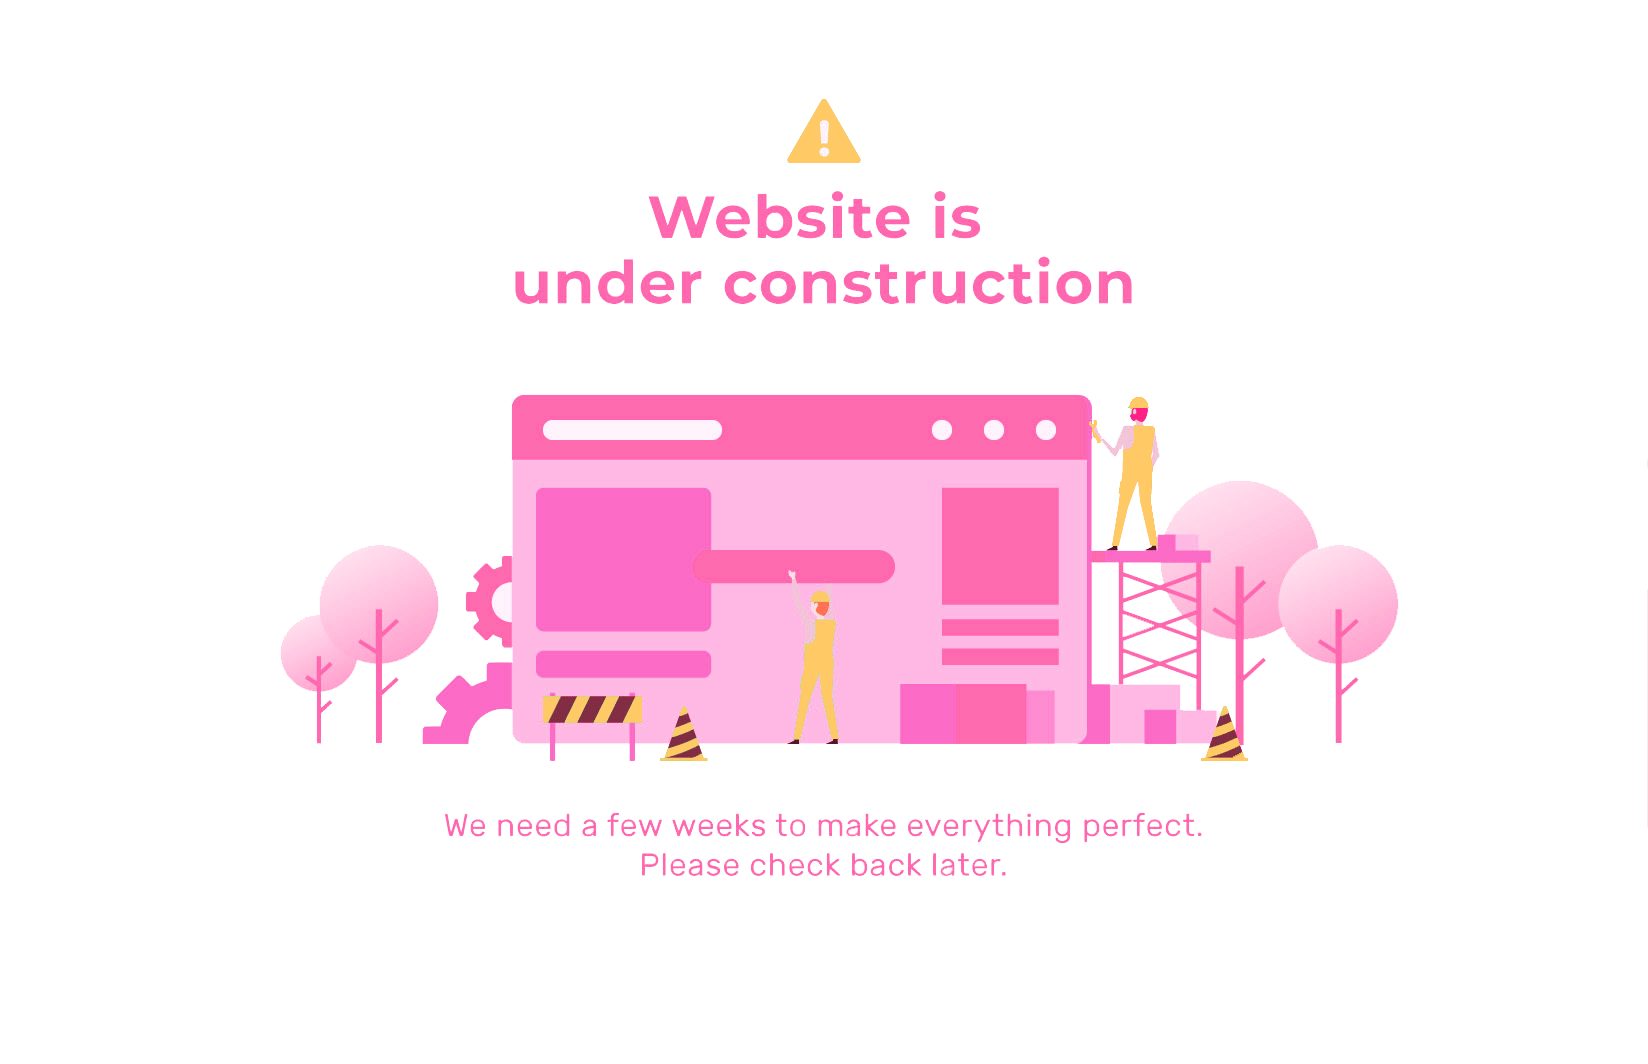 Website is
under construction
We need a few weeks to make everything perfect.
Please check back later.